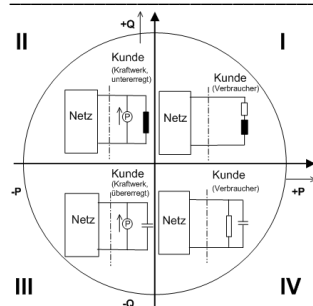 +Q
II
I
Kunde
(Kraftwerk,
untererregt)
Netz
P
Kunde
(Verbraucher)
Netz
-P
+P
Kunde
(Kraftwerk,
übererregt)
Netz
P
Kunde
(Verbraucher)
Netz
III
IV
-Q